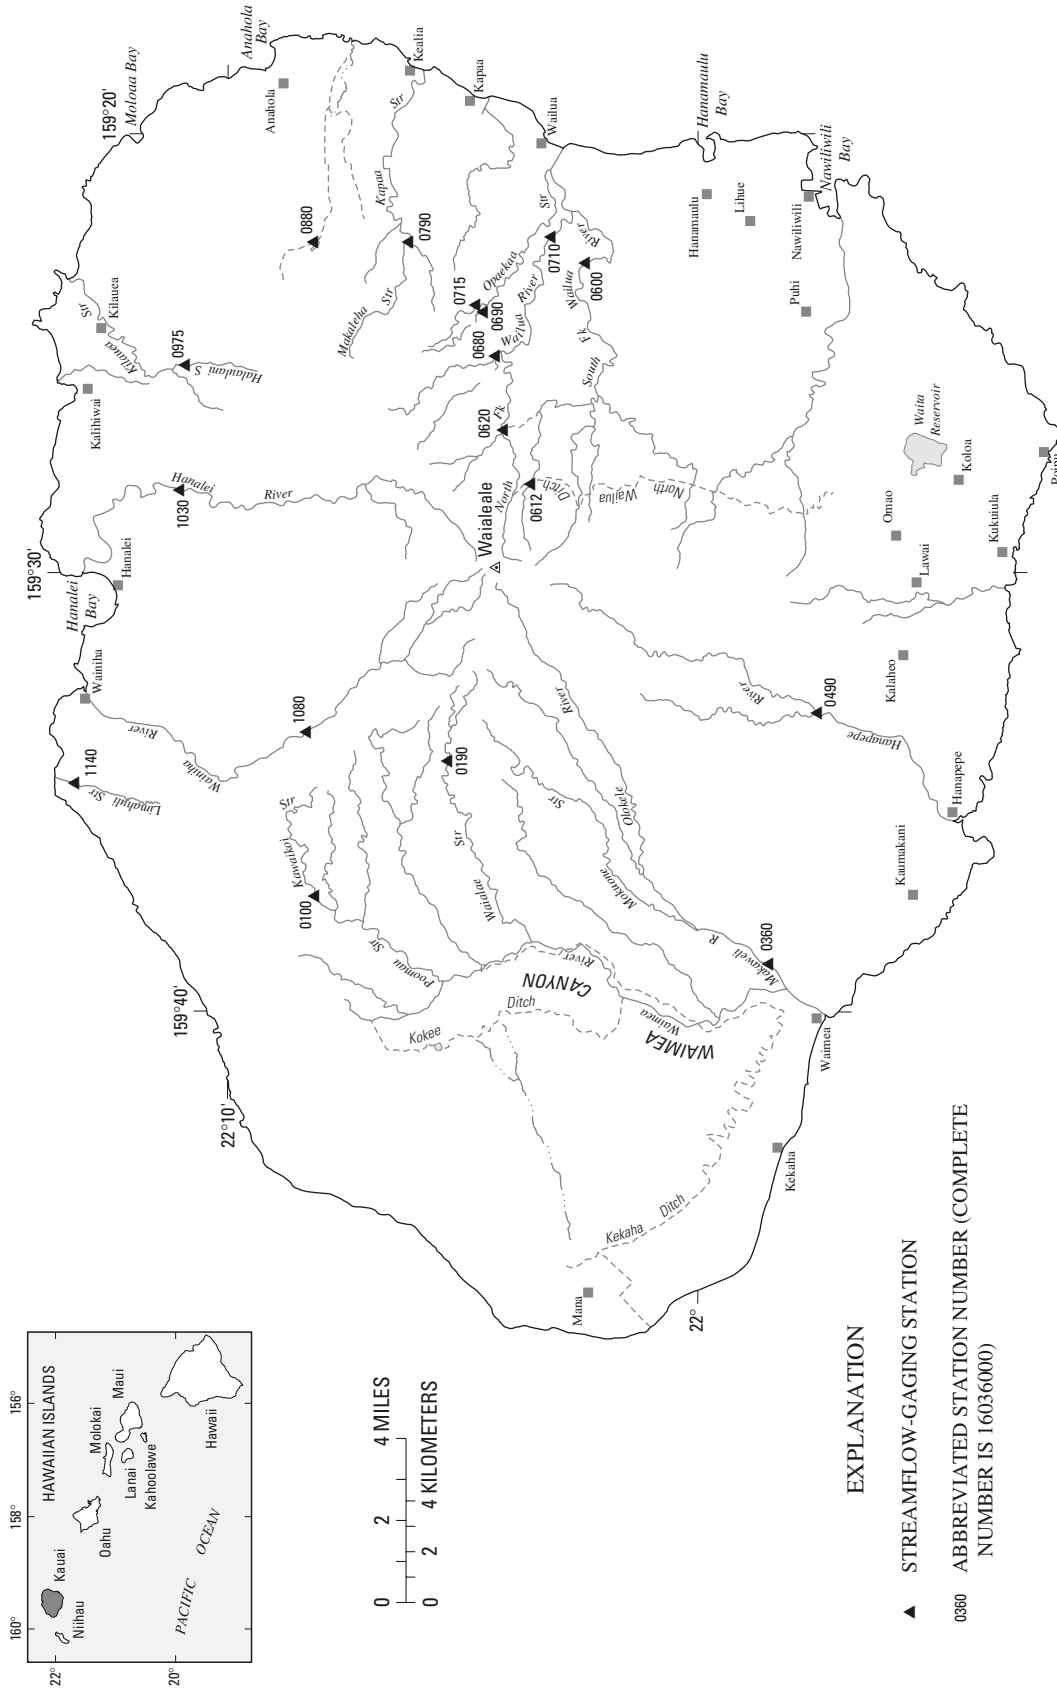 160°
158°
156°
22°
20°
HAWAIIAN ISLANDS
Niihau
Kauai
Oahu
Molokai
Lanai
Maui
Kahoolawe
Hawaii
PACIFIC
OCEAN
0
2
4 MILES
0
2
4 KILOMETERS
EXPLANATION
STREAMFLOW-GAGING STATION
0360
ABBREVIATED STATION NUMBER (COMPLETE
NUMBER IS 16036000)
22°10'
159°40'
159°30'
159°20'
22°
1140
Limahuli
Str
Wainiha
Wainiha
River
1080
Hanalei
Bay
Hanalei
Hanalei
River
1030
Kalihiwai
Kilauea
Kilauea
Str
0975
Halaulani S
Moloaa Bay
Anahola
Bay
Anahola
0880
Kealia
Kapaa
Str
Kapaa
0790
Makaleha
Str
0715
0690
0680
Opaekaa
Str
Wailua
0710
Wailua
River
North
Fk
0620
0612
Waialeale
0600
South
Fk
Wailua
River
North
Wailua
Ditch
Hanamaulu
Bay
Hanamaulu
Lihue
Nawiliwili
Nawiliwili
Bay
Puhi
Waita
Reservoir
Koloa
Poipu
Omao
Lawai
Kukuiula
Kalaheo
0490
River
Hanapepe
Hanapepe
Kaumakani
Kawaikoi
Str
0100
0190
Waialae
Str
Poomau
Str
Mokuone
Str
Olokele
River
Makaweli
R
0360
Waimea
River
WAIMEA
CANYON
Kokee
Ditch
Waimea
Kekaha
Kekaha
Ditch
Mana